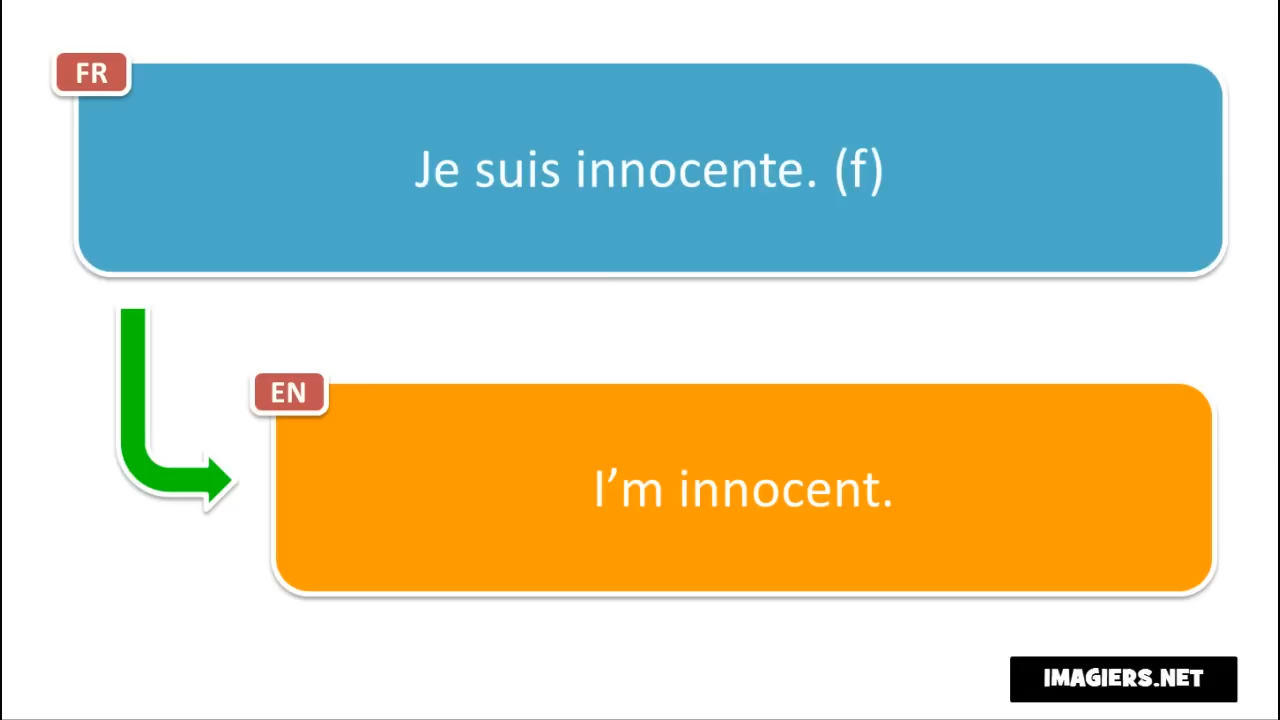 FR
Je suis innocente. (f)
EN
I’m innocent.
IMAGIERS.NET